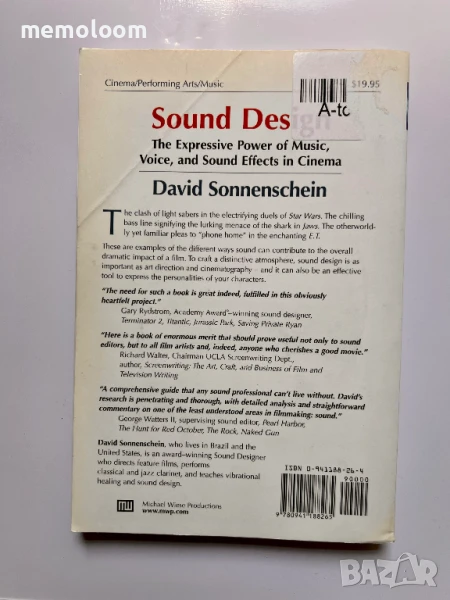 memoloom
Cinema/Performing Arts/Music
$19.95
A-to
Sound Design
The Expressive Power of Music,
Voice, and Sound Effects in Cinema
David Sonnenschein
The clash of light sabers in the electrifying duels of Star Wars. The chilling
bass line signifying the lurking menace of the shark in Jaws. The otherworld-
ly yet familiar pleas to "phone home" in the enchanting E.T.
These are examples of the different ways sound can contribute to the overall
dramatic impact of a film. To craft a distinctive atmosphere, sound design is as
important as art direction and cinematography – and it can also be an effective
tool to express the personalities of your characters.
"The need for such a book is great indeed, fulfilled in this obviously
heartfelt project."
Gary Rydstrom, Academy Award®–winning sound designer,
Terminator 2, Titanic, Jurassic Park, Saving Private Ryan
"Here is a book of enormous merit that should prove useful not only to sound
editors, but to all film artists and, indeed, anyone who cherishes a good movie."
Richard Walter, Chairman UCLA Screenwriting Dept.,
author, Screenwriting: The Art, Craft, and Business of Film and
Television Writing
"A comprehensive guide that any sound professional can't live without. David's
research is penetrating and thorough, with detailed analysis and straightforward
commentary on one of the least understood areas in filmmaking: sound."
George Watters II, supervising sound editor, Pearl Harbor,
The Hunt for Red October, The Rock, Naked Gun
David Sonnenschein, who lives in Brazil and the
United States, is an award-winning Sound Designer
who directs feature films, performs
classical and jazz clarinet, and teaches vibrational
healing and sound design.
Michael Wiese Productions
www.mwp.com
ISBN 0-941188-26-4
90000
9 780941 188265
BAZAR